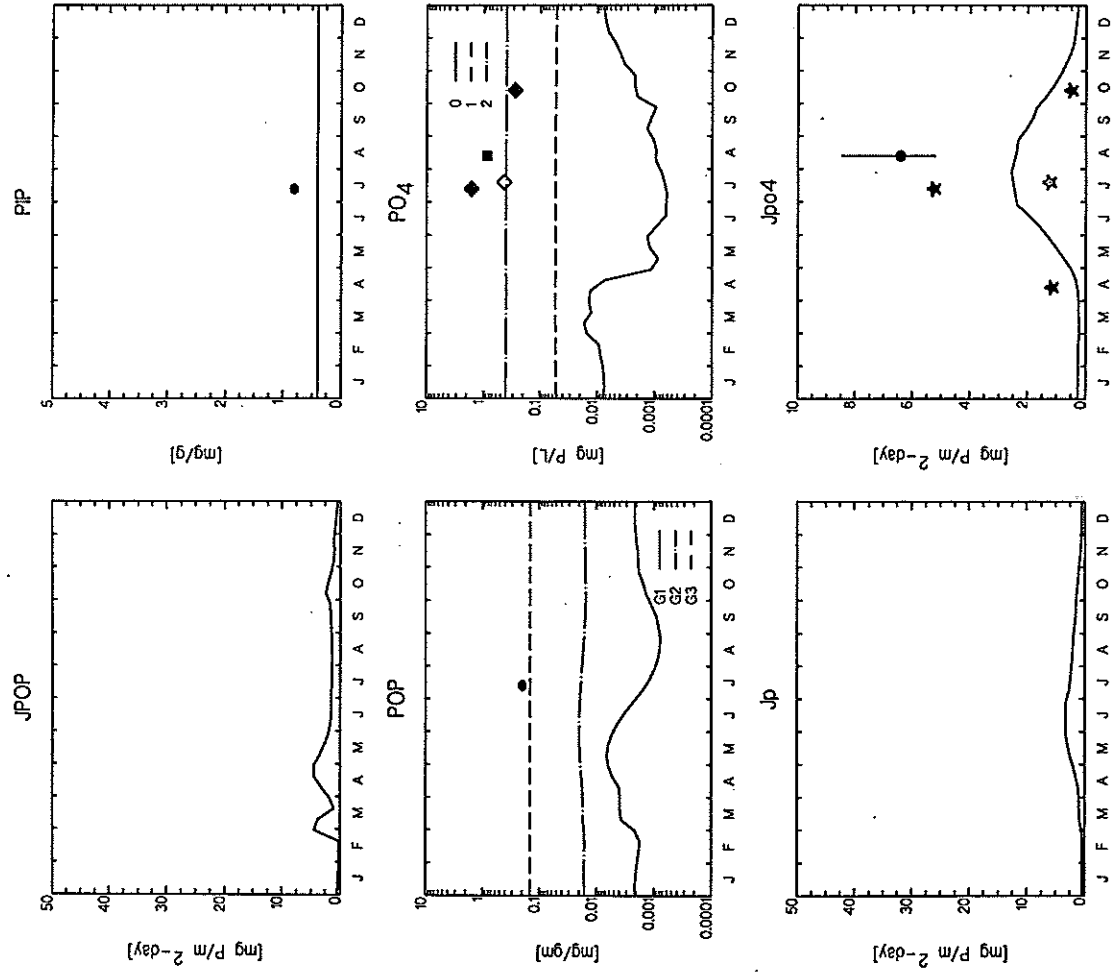 JPOP
[mg P/m ²-day]
50
40
30
20
10
0
J F M A M J J A S O N D
PIP
[mg/g]
5
4
3
2
1
0
J F M A M J J A S O N D
POP
[mg/gm]
10
1
0.1
0.01
0.001
0.0001
G1
G2
G3
J F M A M J J A S O N D
PO₄
[mg P/L]
10
1
0.1
0.01
0.001
0.0001
0
1
2
J F M A M J J A S O N D
Jp
[mg P/m ²-day]
50
40
30
20
10
0
J F M A M J J A S O N D
Jpo4
[mg P/m ²-day]
10
8
6
4
2
0
J F M A M J J A S O N D